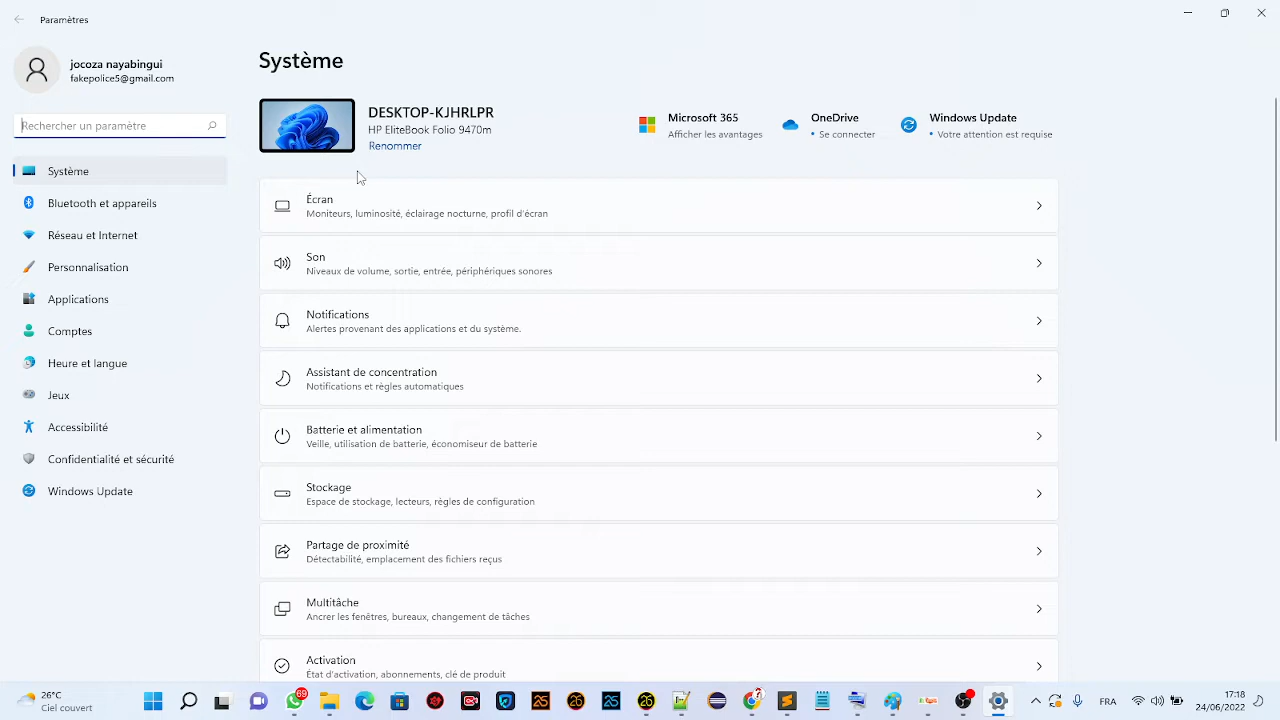 Paramètres
jocoza nayabingui
fakepolice5@gmail.com
Rechercher un paramètre
Système
Bluetooth et appareils
Réseau et Internet
Personnalisation
Applications
Comptes
Heure et langue
Jeux
Accessibilité
Confidentialité et sécurité
Windows Update
Système
DESKTOP-KJHRLPR
HP EliteBook Folio 9470m
Renommer
Microsoft 365
Afficher les avantages
OneDrive
• Se connecter
Windows Update
• Votre attention est requise
Écran
Moniteurs, luminosité, éclairage nocturne, profil d'écran
Son
Niveaux de volume, sortie, entrée, périphériques sonores
Notifications
Alertes provenant des applications et du système.
Assistant de concentration
Notifications et règles automatiques
Batterie et alimentation
Veille, utilisation de batterie, économiseur de batterie
Stockage
Espace de stockage, lecteurs, règles de configuration
Partage de proximité
Détectabilité, emplacement des fichiers reçus
Multitâche
Ancrer les fenêtres, bureaux, changement de tâches
Activation
État d'activation, abonnements, clé de produit
26°C
Ciel couvert
69
25
26
25
26
FRA
17:18
24/06/2022